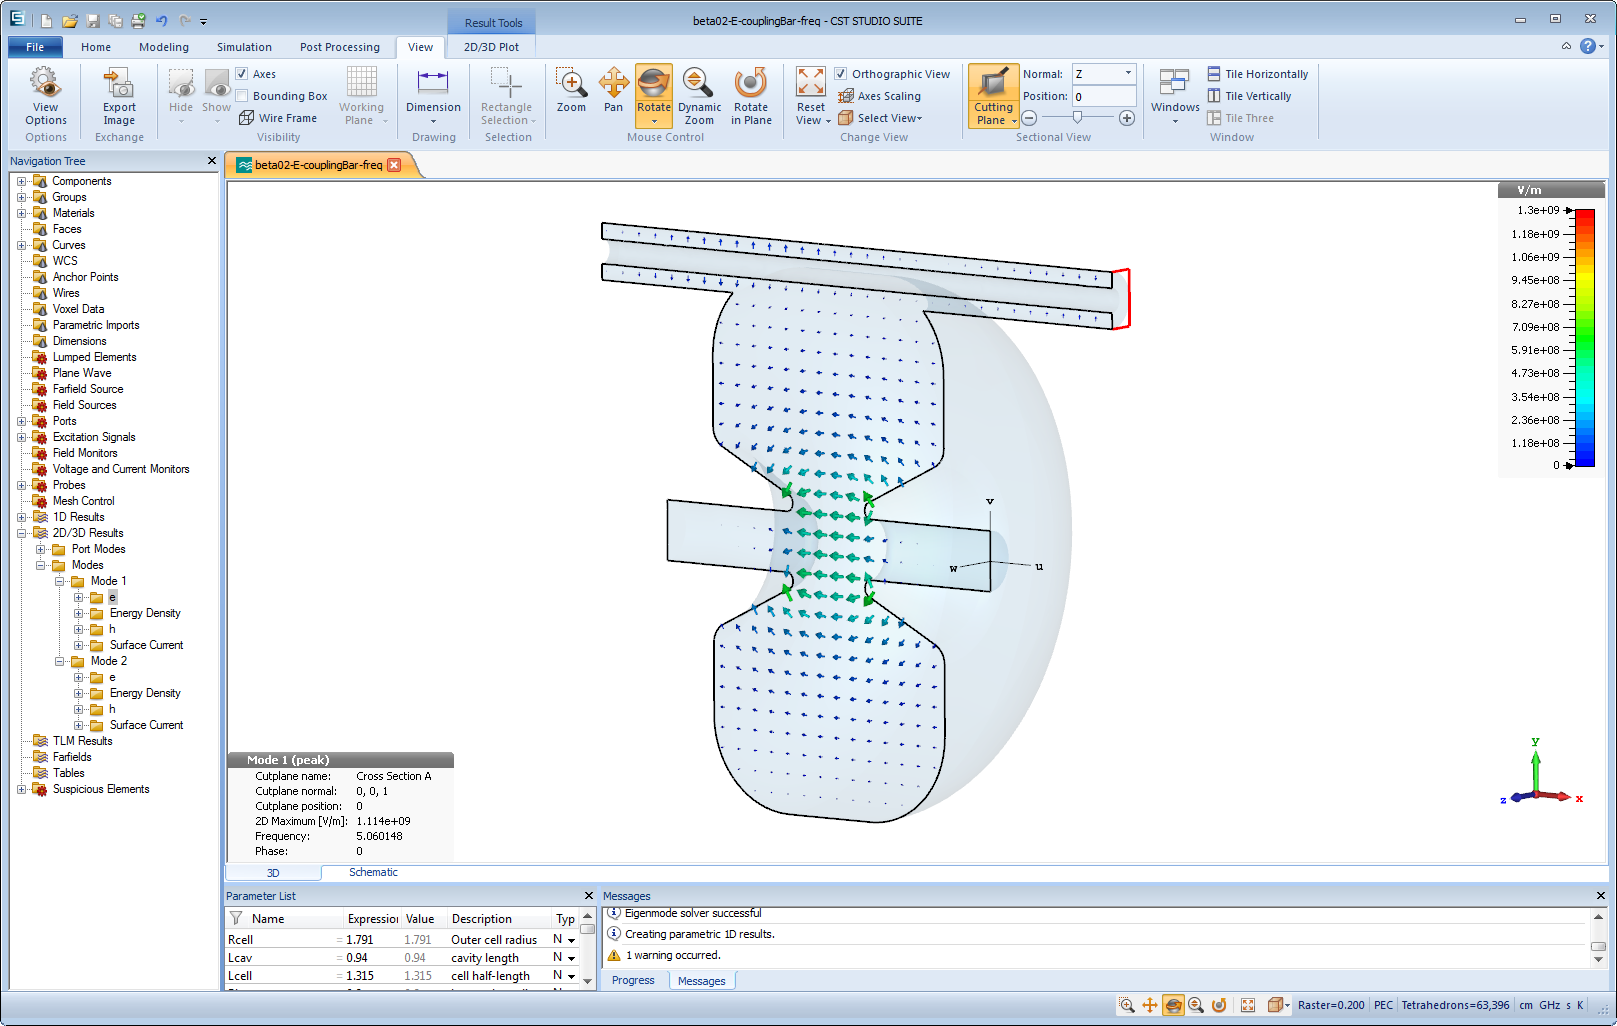 beta02-E-couplingBar-freq - CST STUDIO SUITE
Result Tools
File Home Modeling Simulation Post Processing View 2D/3D Plot
View Options
Options
Export Image
Exchange
Hide
Show
Axes
Bounding Box
Wire Frame
Working Plane
Visibility
Dimension
Drawing
Rectangle Selection
Selection
Zoom
Pan
Rotate
Dynamic Zoom
Rotate in Plane
Mouse Control
Reset View
Orthographic View
Axes Scaling
Select View
Change View
Cutting Plane
Normal: Z
Position: 0
Sectional View
Windows
Tile Horizontally
Tile Vertically
Tile Three
Window
Navigation Tree
Components
Groups
Materials
Faces
Curves
WCS
Anchor Points
Wires
Voxel Data
Parametric Imports
Dimensions
Lumped Elements
Plane Wave
Farfield Source
Field Sources
Ports
Excitation Signals
Field Monitors
Voltage and Current Monitors
Probes
Mesh Control
1D Results
2D/3D Results
Port Modes
Modes
Mode 1
e
Energy Density
h
Surface Current
Mode 2
e
Energy Density
h
Surface Current
TLM Results
Farfields
Tables
Suspicious Elements
beta02-E-couplingBar-freq
V/m
1.3e+09
1.18e+09
1.06e+09
9.45e+08
8.27e+08
7.09e+08
5.91e+08
4.73e+08
3.54e+08
2.36e+08
1.18e+08
0
v
w
u
y
z
x
Mode 1 (peak)
Cutplane name: Cross Section A
Cutplane normal: 0, 0, 1
Cutplane position: 0
2D Maximum [V/m]: 1.114e+09
Frequency: 5.060148
Phase: 0
3D Schematic
Parameter List
Name Expressio Value Description Typ
Rcell = 1.791 1.791 Outer cell radius N
Lcav = 0.94 0.94 cavity length N
Lcell = 1.315 1.315 cell half-length N
Messages
Eigenmode solver successful
Creating parametric 1D results.
1 warning occurred.
Progress Messages
Raster=0.200 PEC Tetrahedrons=63,396 cm GHz s K